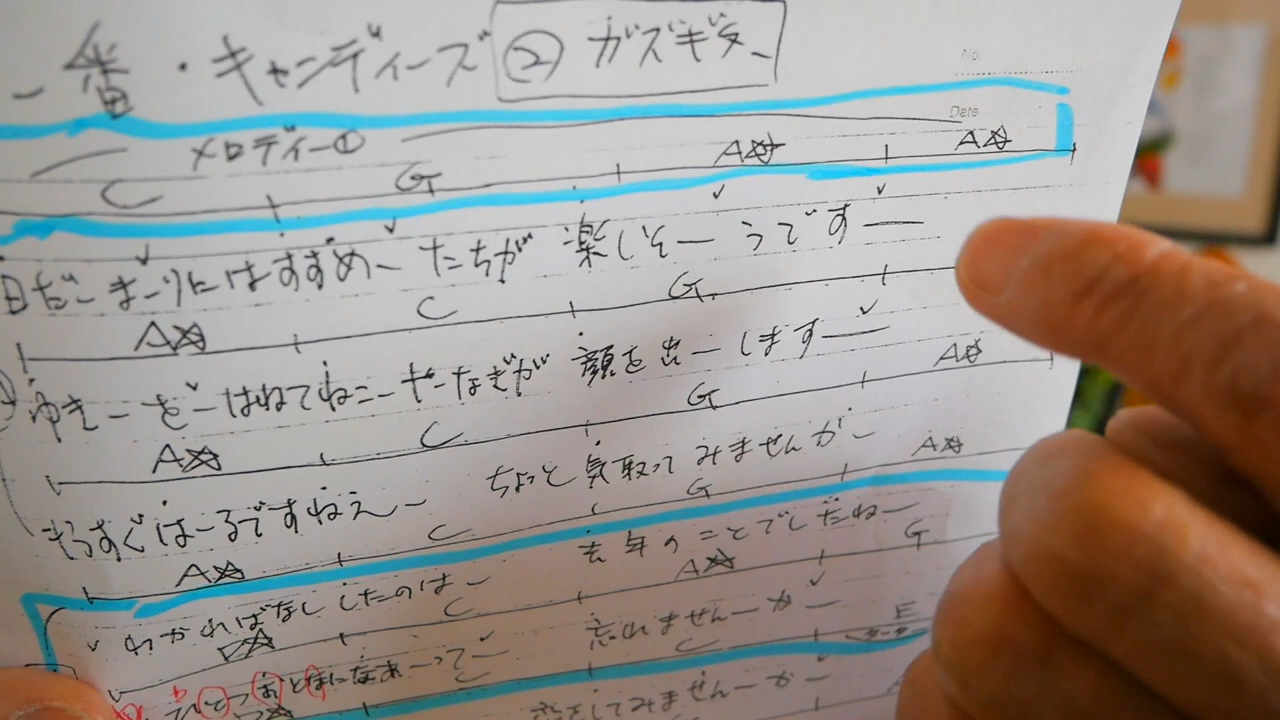 一番・キャンディーズ ② ガズギター
No.
Date
メロディー①
C G A☆ A☆
日だーまーりにはすずめーたちが 楽しそーうですー
A☆ C G
ゆきーをーはねてねこーヤーなぎが 顔を出ーしますー
A☆ C G A☆
もうすぐはーるですねえー ちょっと気取ってみませんかー
A☆ C G A☆
わかればなししたのはー 去年のことでしたねー
C A☆ G
ひとつおとなになあーってー 忘れませんーかー
C C E
恋をしてみませんーかー